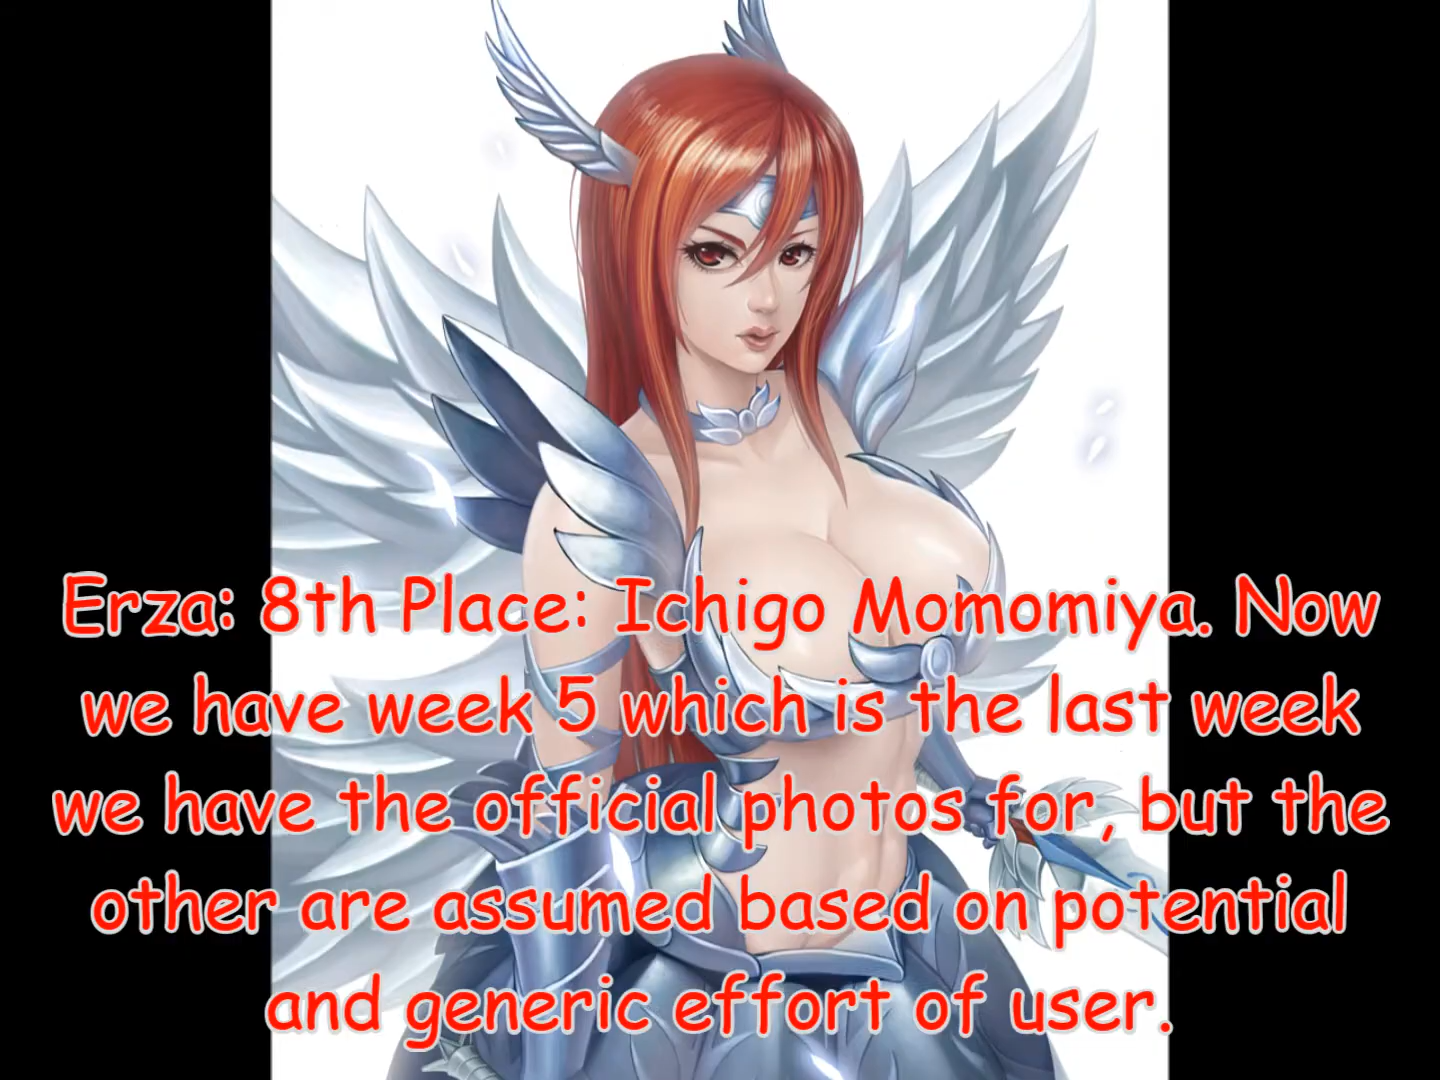 Erza: 8th Place: Ichigo Momomiya. Now
we have week 5 which is the last week
we have the official photos for, but the
other are assumed based on potential
and generic effort of user.